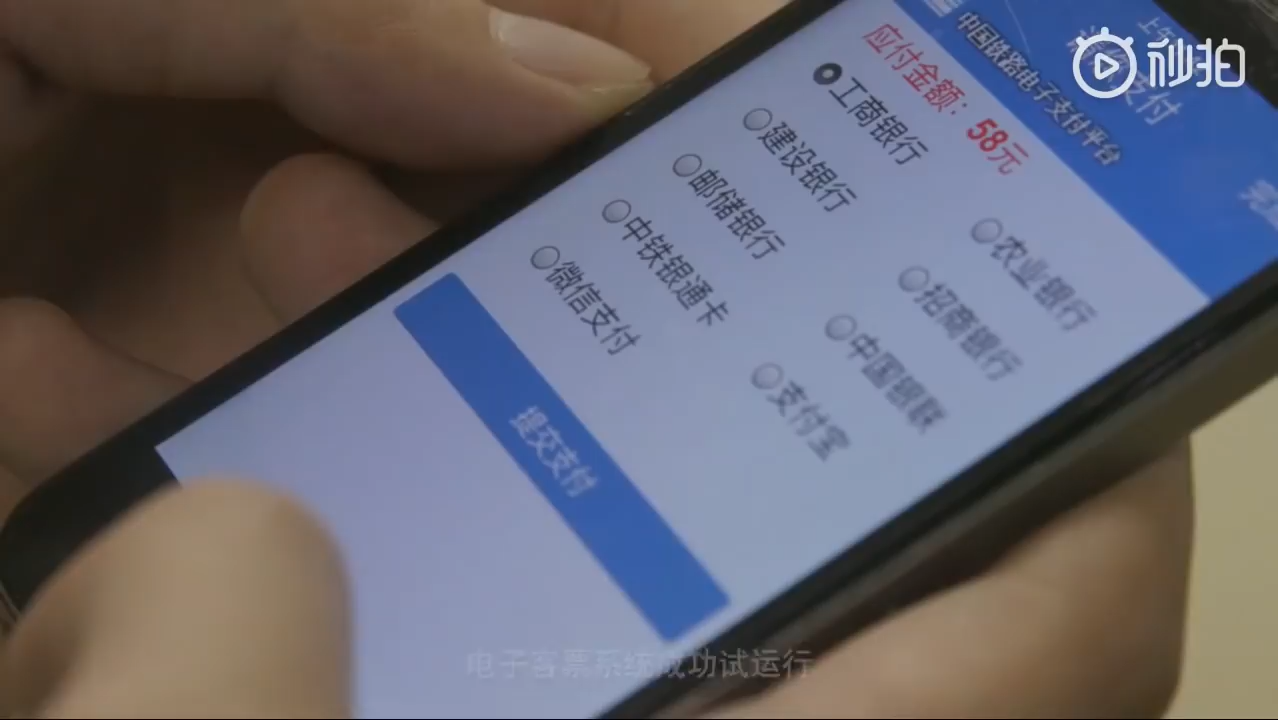 秒拍
中国铁路电子支付平台
应付金额：58元
工商银行
农业银行
建设银行
招商银行
邮储银行
中国银联
中铁银通卡
支付宝
微信支付
提交支付
电子客票系统成功试运行